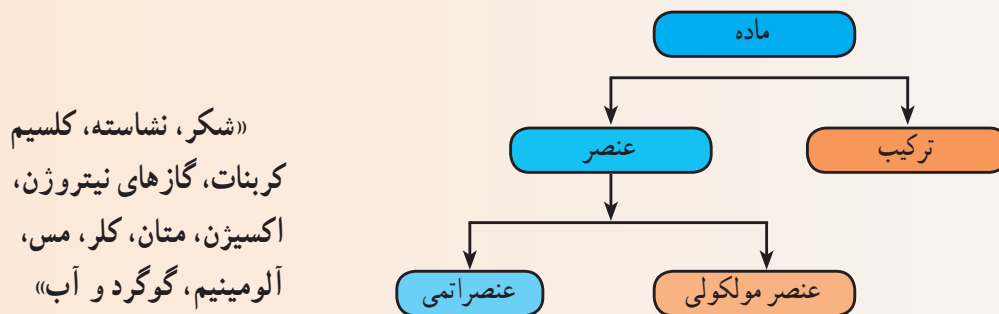 ماده
ترکیب
عنصر
عنصر مولکولی
عنصراتمی
«شکر، نشاسته، کلسیم
کربنات، گازهای نیتروژن،
اکسیژن، متان، کلر، مس،
آلومینیم، گوگرد و آب»